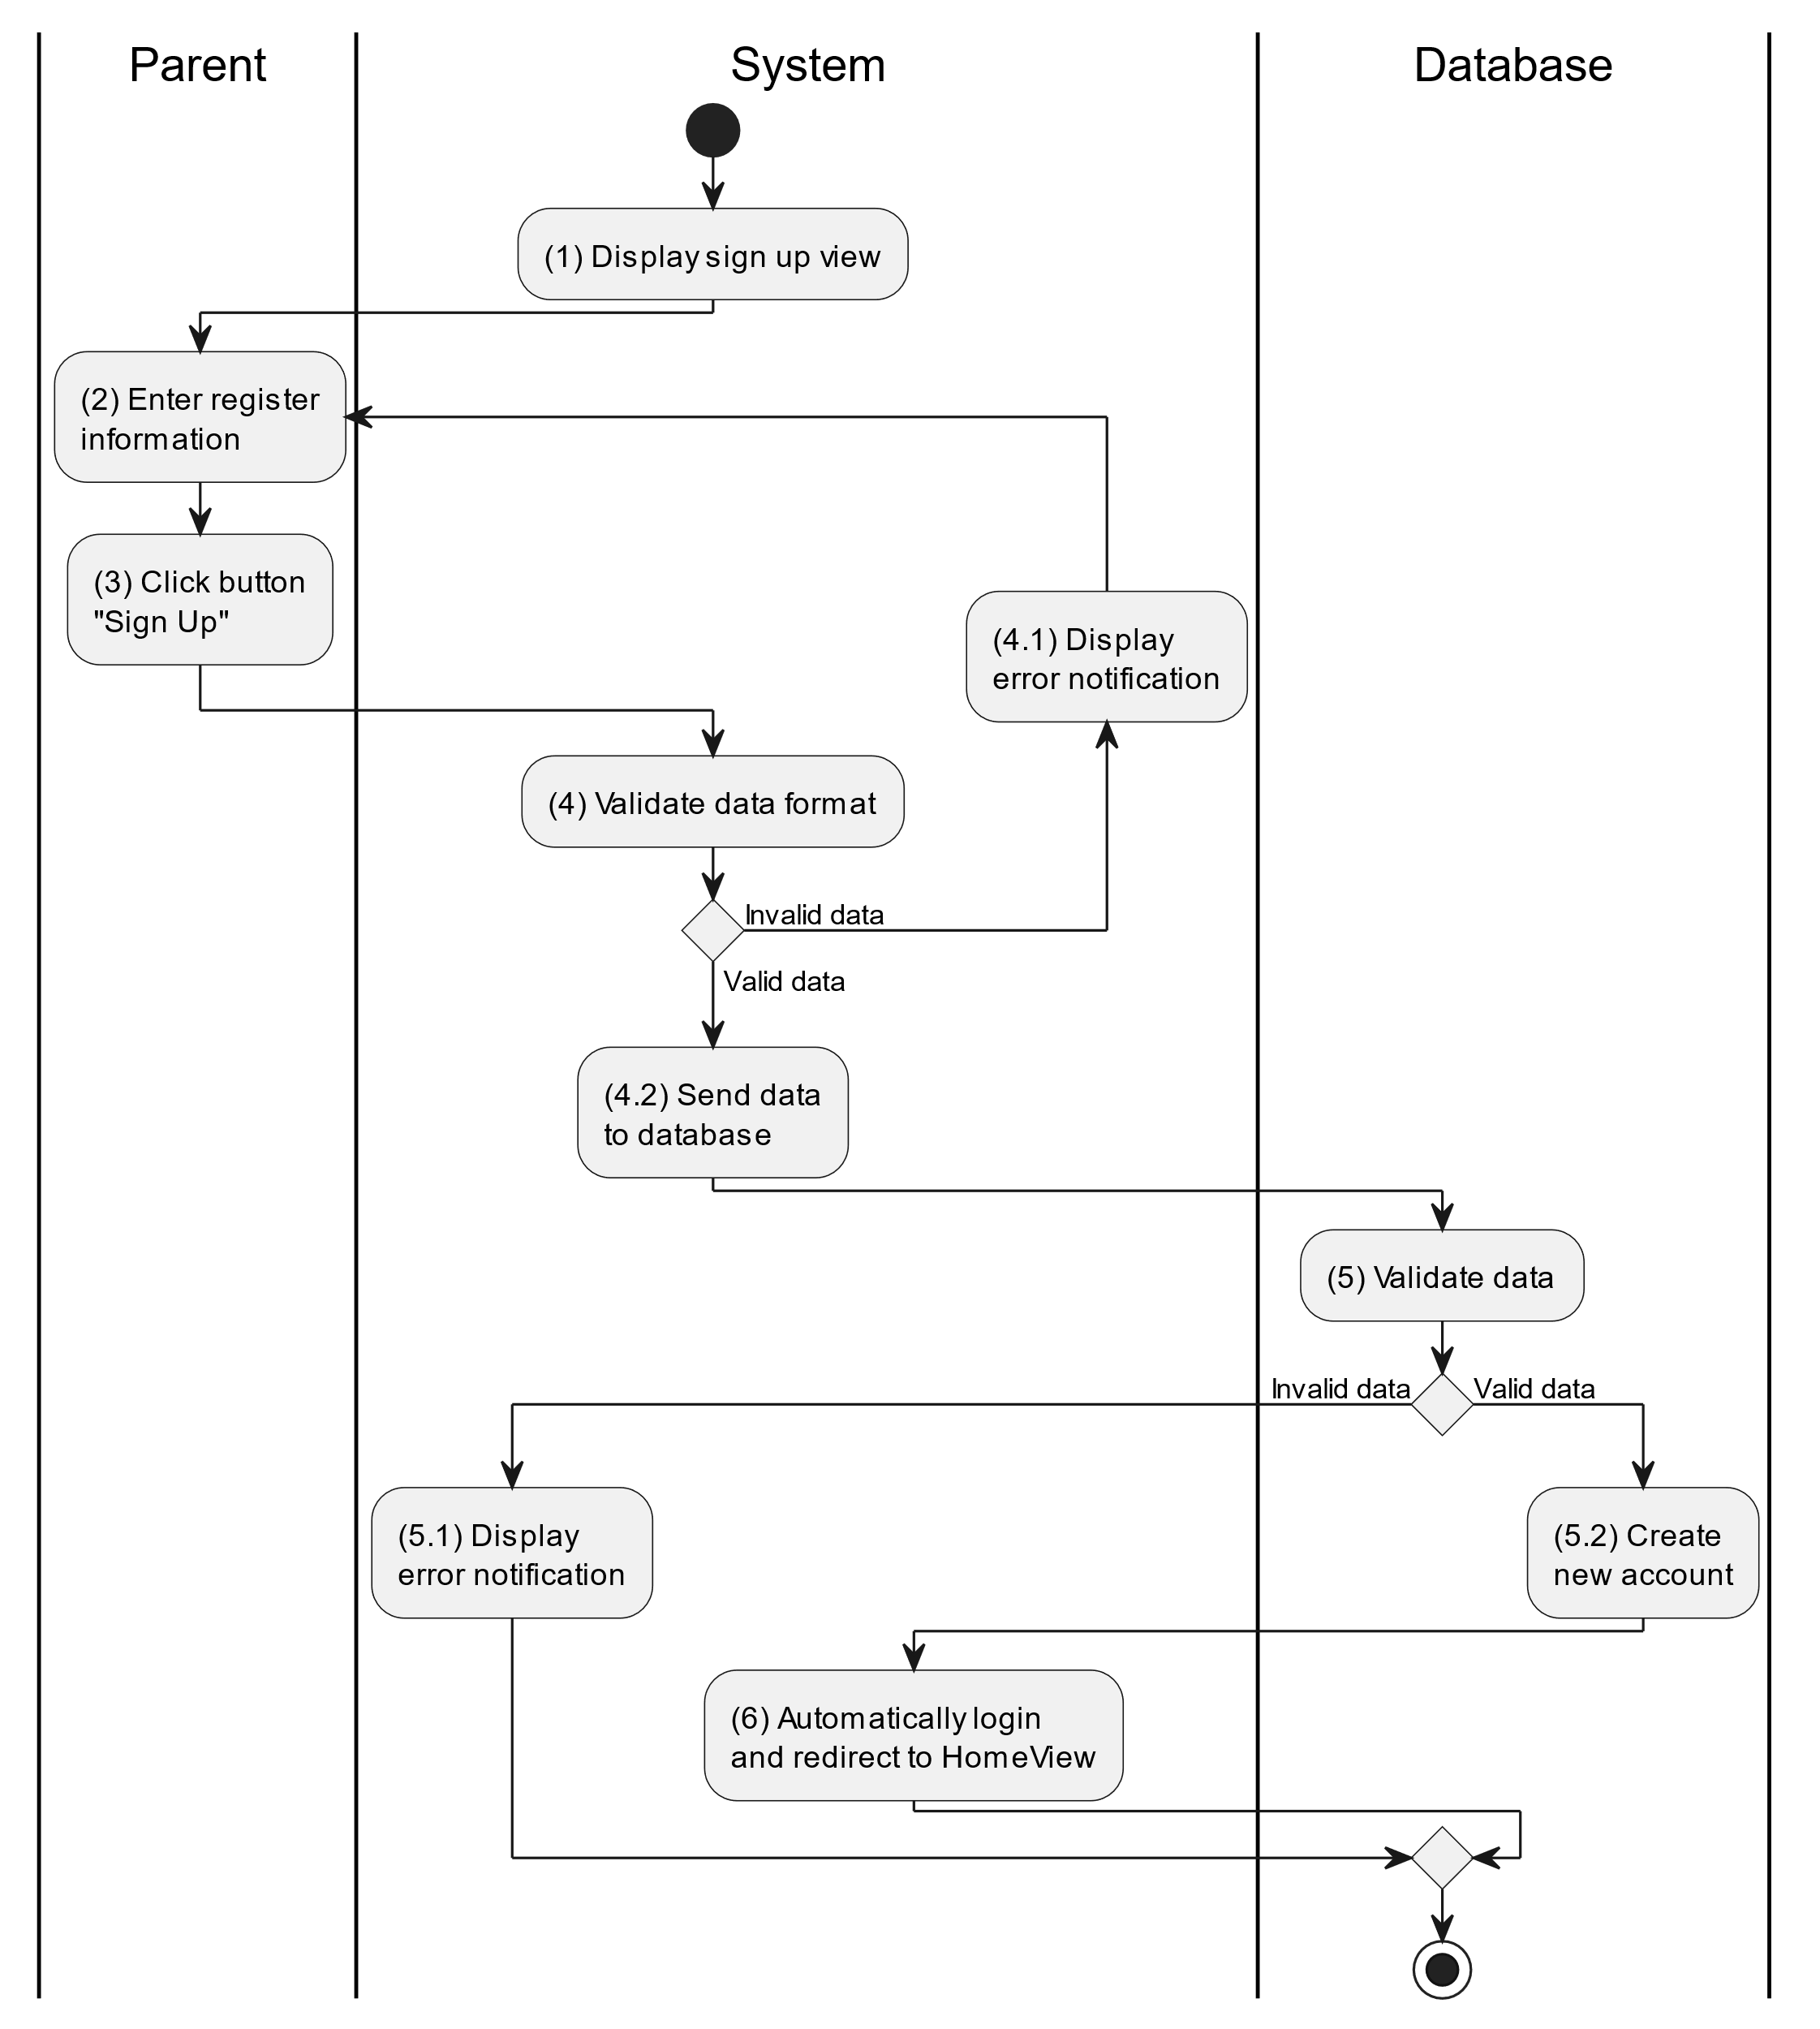 Parent
System
Database
(1) Display sign up view
(2) Enter register
information
(3) Click button
"Sign Up"
(4.1) Display
error notification
(4) Validate data format
Invalid data
Valid data
(4.2) Send data
to database
(5) Validate data
Invalid data
Valid data
(5.1) Display
error notification
(5.2) Create
new account
(6) Automatically login
and redirect to HomeView